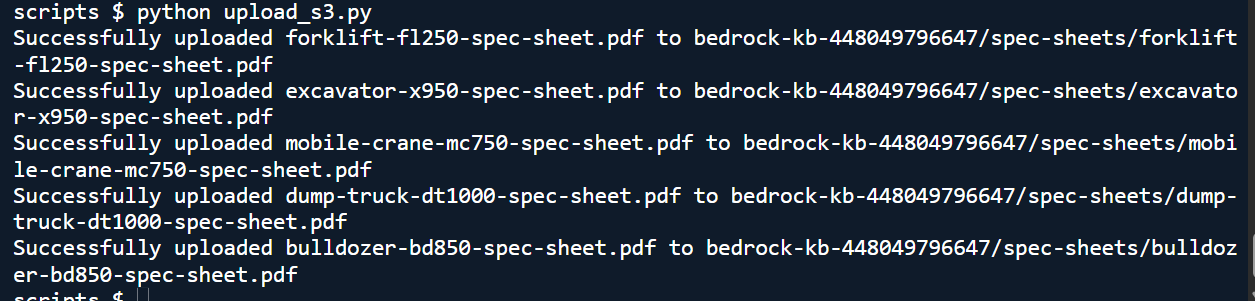 scripts $ python upload_s3.py
Successfully uploaded forklift-fl250-spec-sheet.pdf to bedrock-kb-448049796647/spec-sheets/forklift
-fl250-spec-sheet.pdf
Successfully uploaded excavator-x950-spec-sheet.pdf to bedrock-kb-448049796647/spec-sheets/excavato
r-x950-spec-sheet.pdf
Successfully uploaded mobile-crane-mc750-spec-sheet.pdf to bedrock-kb-448049796647/spec-sheets/mobi
le-crane-mc750-spec-sheet.pdf
Successfully uploaded dump-truck-dt1000-spec-sheet.pdf to bedrock-kb-448049796647/spec-sheets/dump-
truck-dt1000-spec-sheet.pdf
Successfully uploaded bulldozer-bd850-spec-sheet.pdf to bedrock-kb-448049796647/spec-sheets/bulldoz
er-bd850-spec-sheet.pdf
scripts $